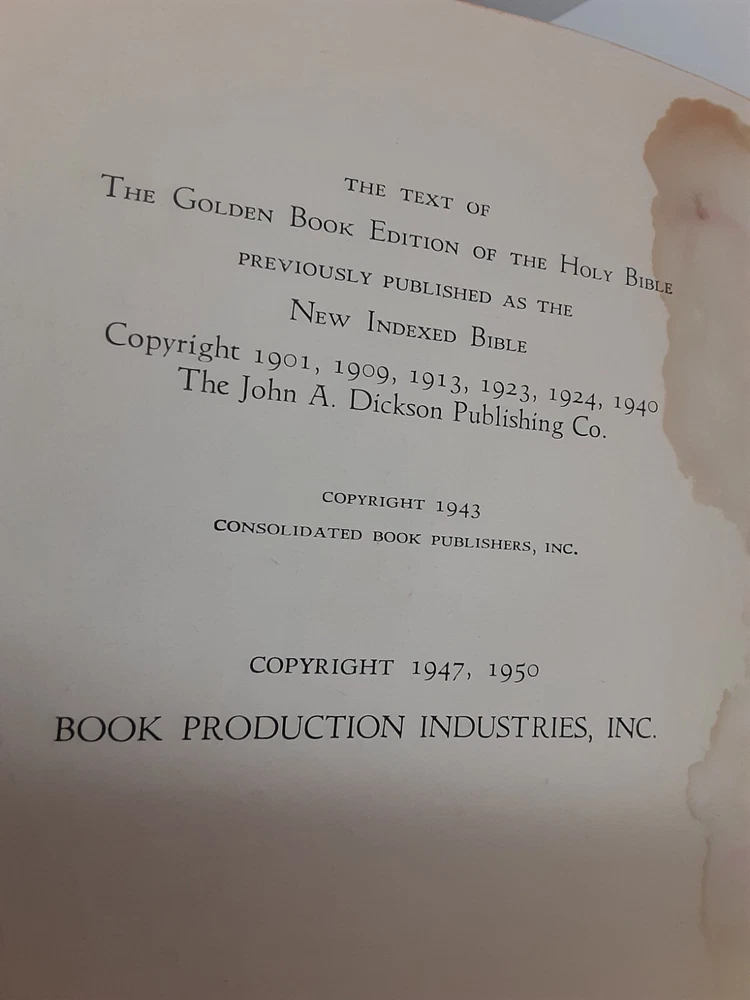 THE TEXT OF
THE GOLDEN BOOK EDITION OF THE HOLY BIBLE
PREVIOUSLY PUBLISHED AS THE
NEW INDEXED BIBLE
Copyright 1901, 1909, 1913, 1923, 1924, 1940
The John A. Dickson Publishing Co.
COPYRIGHT 1943
CONSOLIDATED BOOK PUBLISHERS, INC.
COPYRIGHT 1947, 1950
BOOK PRODUCTION INDUSTRIES, INC.